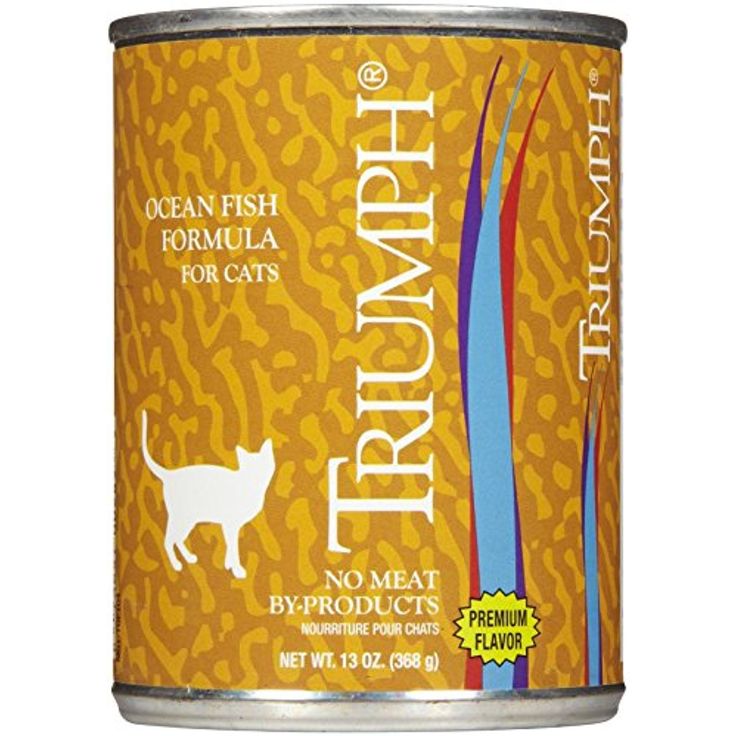 OCEAN FISH
FORMULA
FOR CATS
TRIUMPH®
TRIUMPH®
NO MEAT
BY-PRODUCTS
NOURRITURE POUR CHATS
NET WT. 13 OZ. (368 g)
PREMIUM
FLAVOR